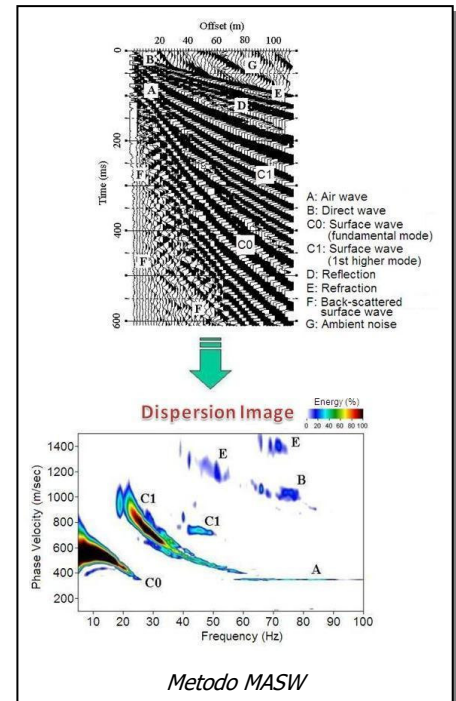 Offset (m)
20 40 60 80 100
0
200
400
600
Time (ms)
B
G
A
E
D
F
C1
C0
F
F
A: Air wave
B: Direct wave
C0: Surface wave
(fundamental mode)
C1: Surface wave
(1st higher mode)
D: Reflection
E: Refraction
F: Back-scattered
surface wave
G: Ambient noise
Dispersion Image
Energy (%)
0 20 40 60 80 100
1400
1200
1000
800
600
400
200
Phase Velocity (m/sec)
E
E
B
C1
C1
A
C0
10 20 30 40 50 60 70 80 90 100
Frequency (Hz)
Metodo MASW